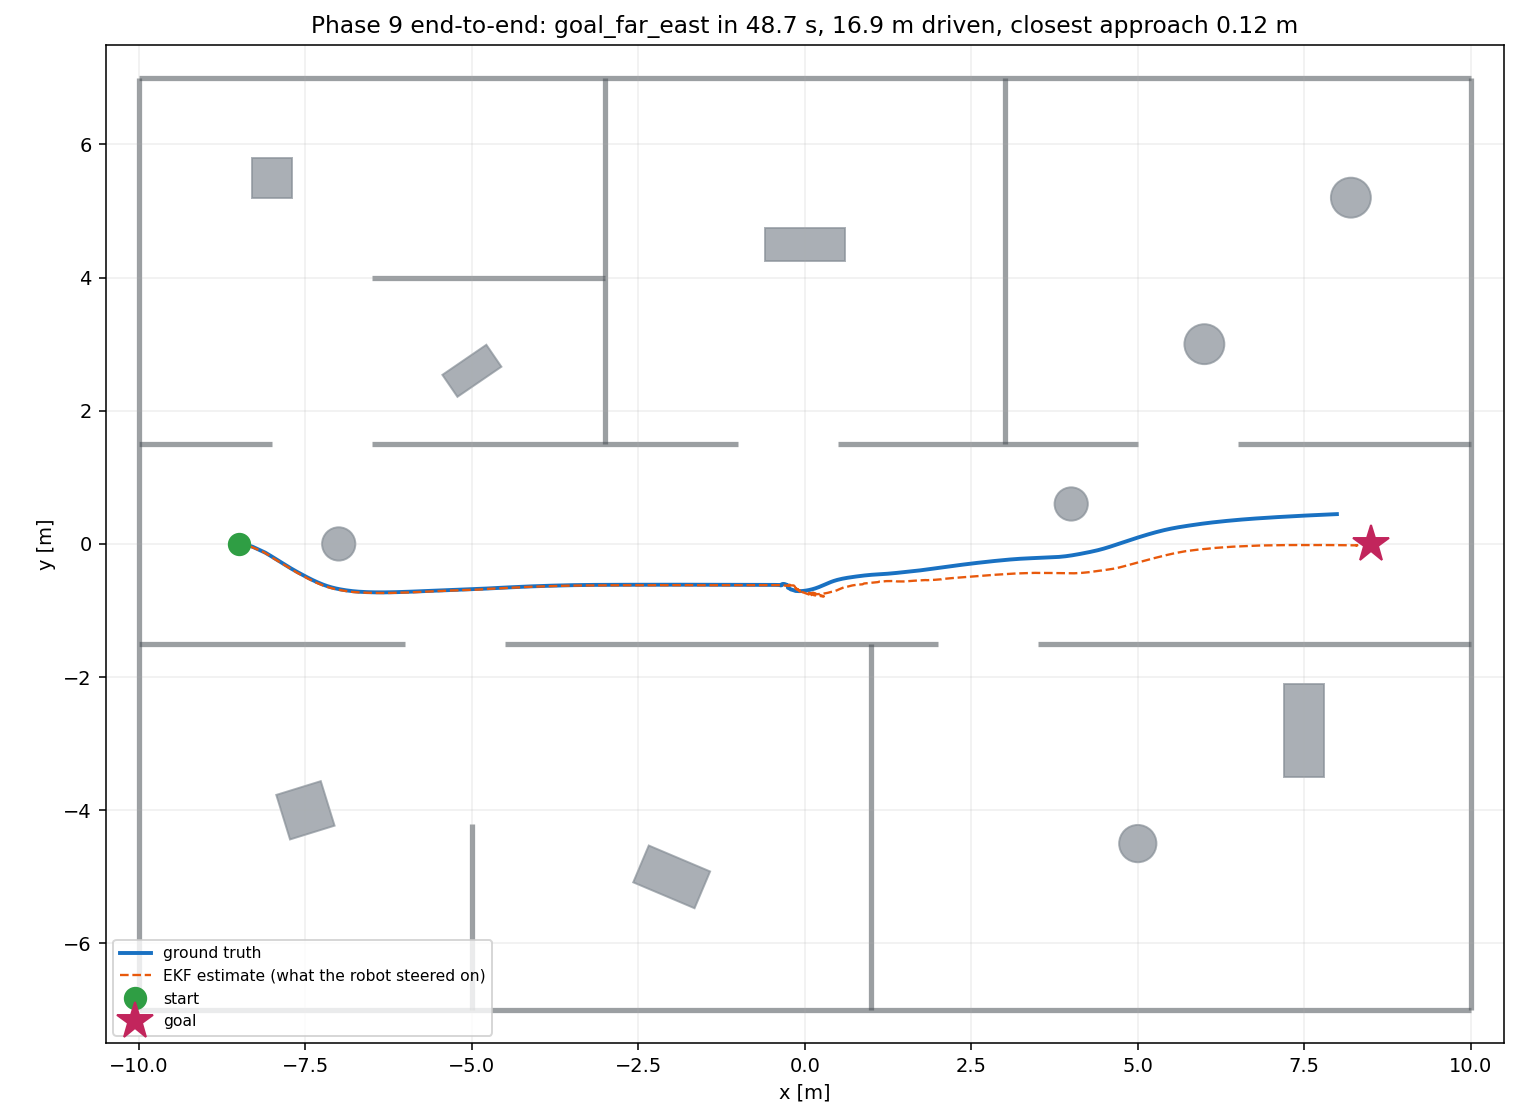 Phase 9 end-to-end: goal_far_east in 48.7 s, 16.9 m driven, closest approach 0.12 m
y [m]
6
4
2
0
−2
−4
−6
ground truth
EKF estimate (what the robot steered on)
start
goal
−10.0 −7.5 −5.0 −2.5 0.0 2.5 5.0 7.5 10.0
x [m]